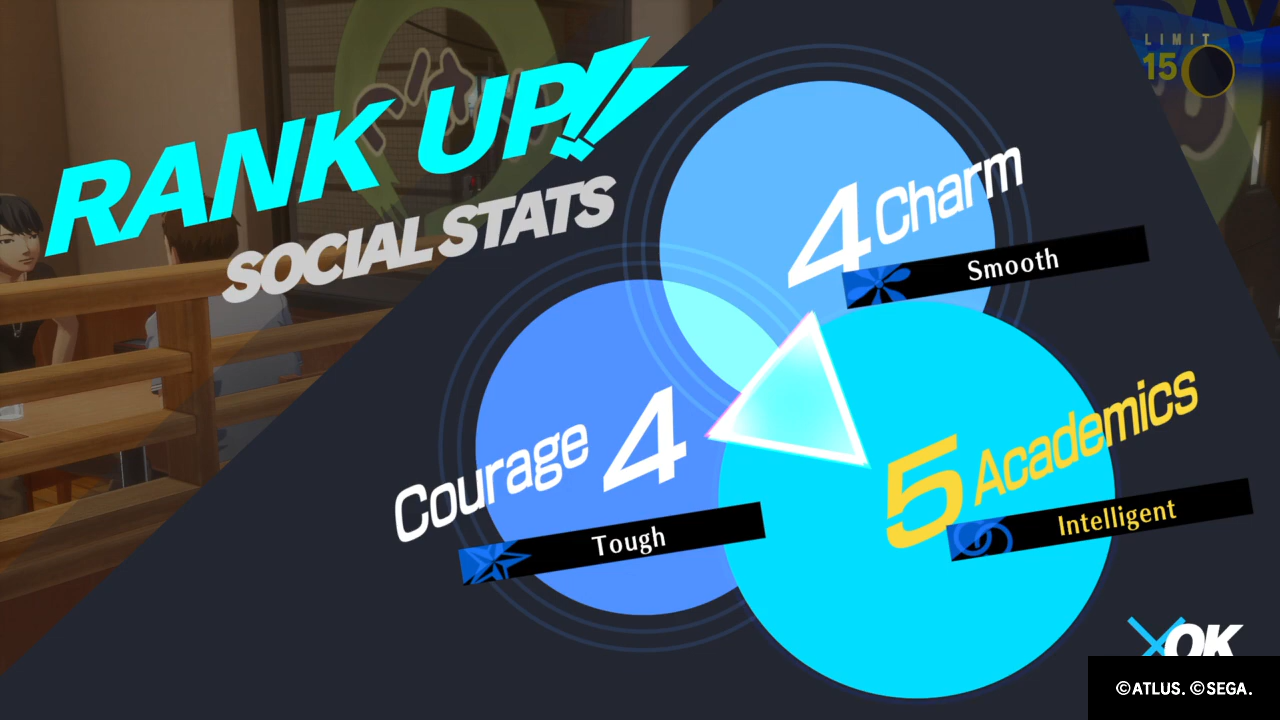 RANK UP!!
SOCIAL STATS
LIMIT
15
4 Charm
Smooth
Courage 4
Tough
5 Academics
Intelligent
OK
©ATLUS. ©SEGA.